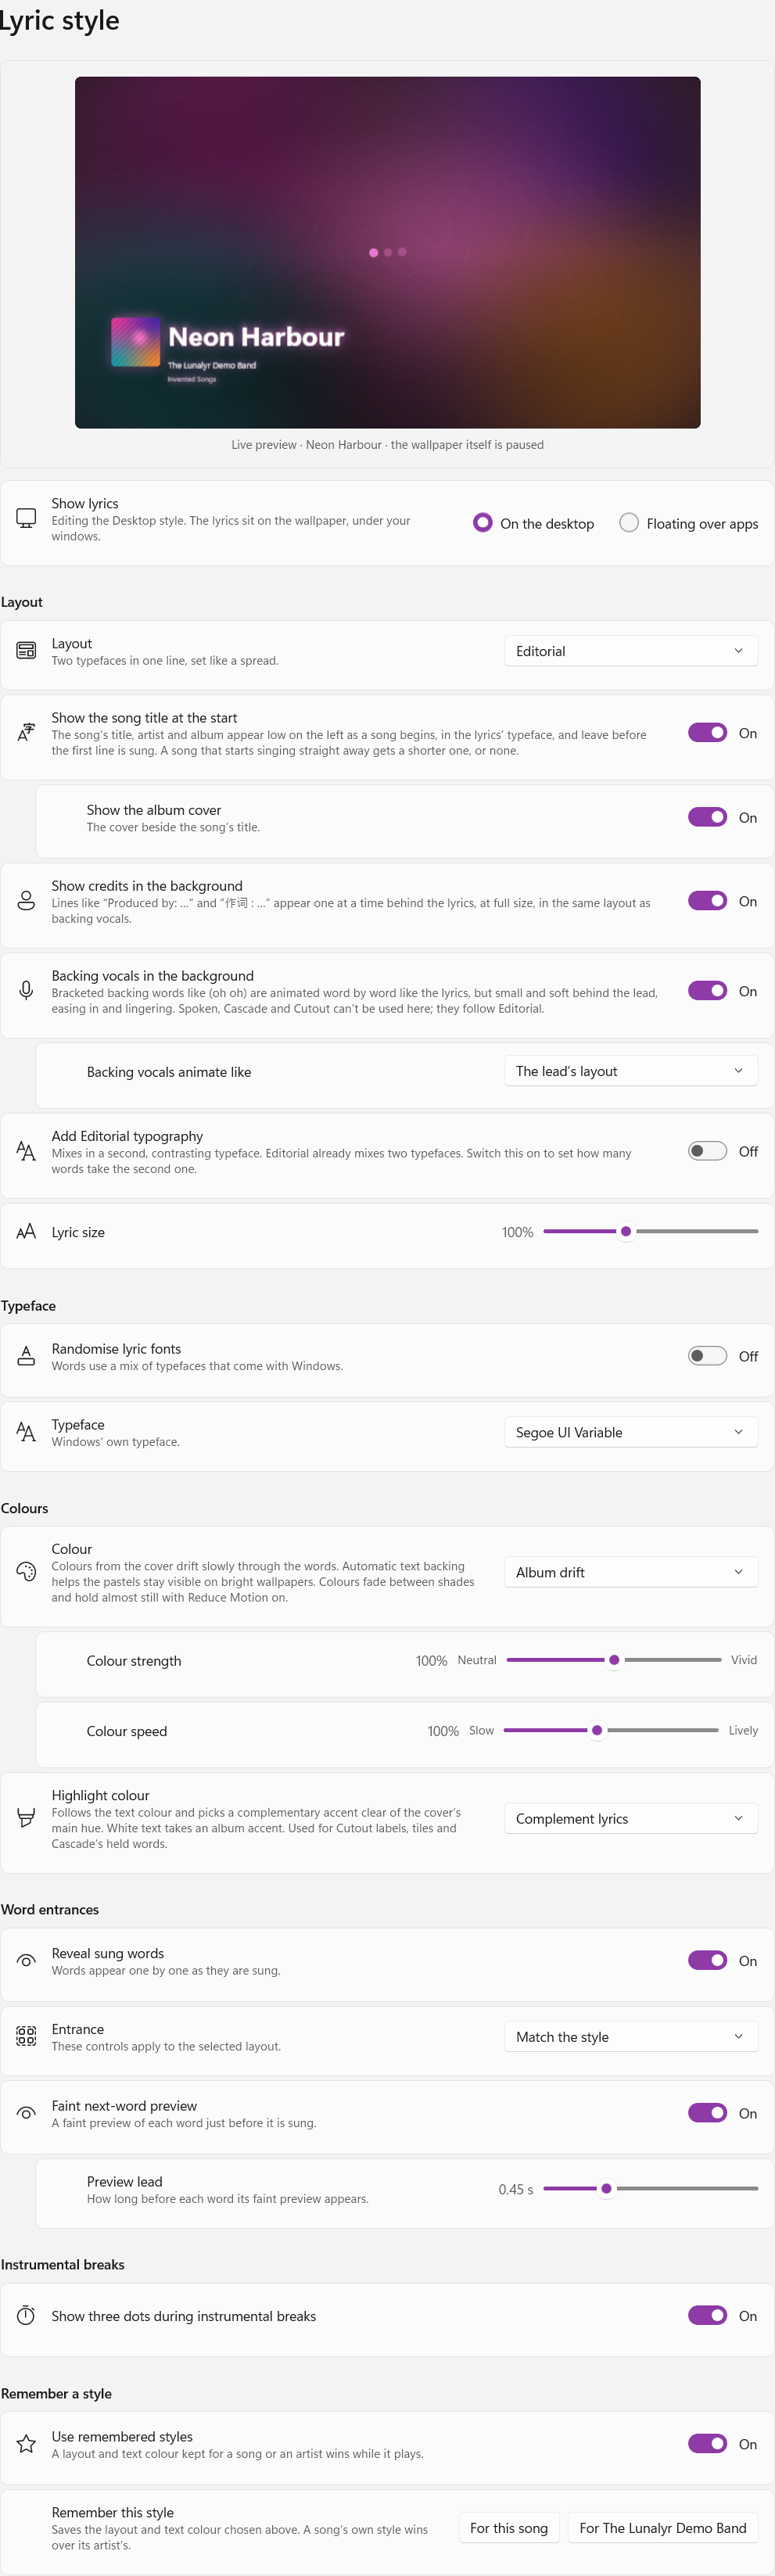 Lyric style
Neon Harbour
The Lunalyr Demo Band
Invented Songs
Live preview · Neon Harbour · the wallpaper itself is paused
Show lyrics
Editing the Desktop style. The lyrics sit on the wallpaper, under your
windows.
On the desktop
Floating over apps
Layout
Layout
Two typefaces in one line, set like a spread.
Editorial
Show the song title at the start
The song's title, artist and album appear low on the left as a song begins, in the lyrics' typeface, and leave before
the first line is sung. A song that starts singing straight away gets a shorter one, or none.
On
Show the album cover
The cover beside the song's title.
On
Show credits in the background
Lines like “Produced by: …” and “作词 : …” appear one at a time behind the lyrics, at full size, in the same layout as
backing vocals.
On
Backing vocals in the background
Bracketed backing words like (oh oh) are animated word by word like the lyrics, but small and soft behind the lead,
easing in and lingering. Spoken, Cascade and Cutout can't be used here; they follow Editorial.
On
Backing vocals animate like
The lead's layout
Add Editorial typography
Mixes in a second, contrasting typeface. Editorial already mixes two typefaces. Switch this on to set how many
words take the second one.
Off
Lyric size
100%
Typeface
Randomise lyric fonts
Words use a mix of typefaces that come with Windows.
Off
Typeface
Windows' own typeface.
Segoe UI Variable
Colours
Colour
Colours from the cover drift slowly through the words. Automatic text backing
helps the pastels stay visible on bright wallpapers. Colours fade between shades
and hold almost still with Reduce Motion on.
Album drift
Colour strength
100% Neutral Vivid
Colour speed
100% Slow Lively
Highlight colour
Follows the text colour and picks a complementary accent clear of the cover's
main hue. White text takes an album accent. Used for Cutout labels, tiles and
Cascade's held words.
Complement lyrics
Word entrances
Reveal sung words
Words appear one by one as they are sung.
On
Entrance
These controls apply to the selected layout.
Match the style
Faint next-word preview
A faint preview of each word just before it is sung.
On
Preview lead
How long before each word its faint preview appears.
0.45 s
Instrumental breaks
Show three dots during instrumental breaks
On
Remember a style
Use remembered styles
A layout and text colour kept for a song or an artist wins while it plays.
On
Remember this style
Saves the layout and text colour chosen above. A song's own style wins
over its artist's.
For this song
For The Lunalyr Demo Band